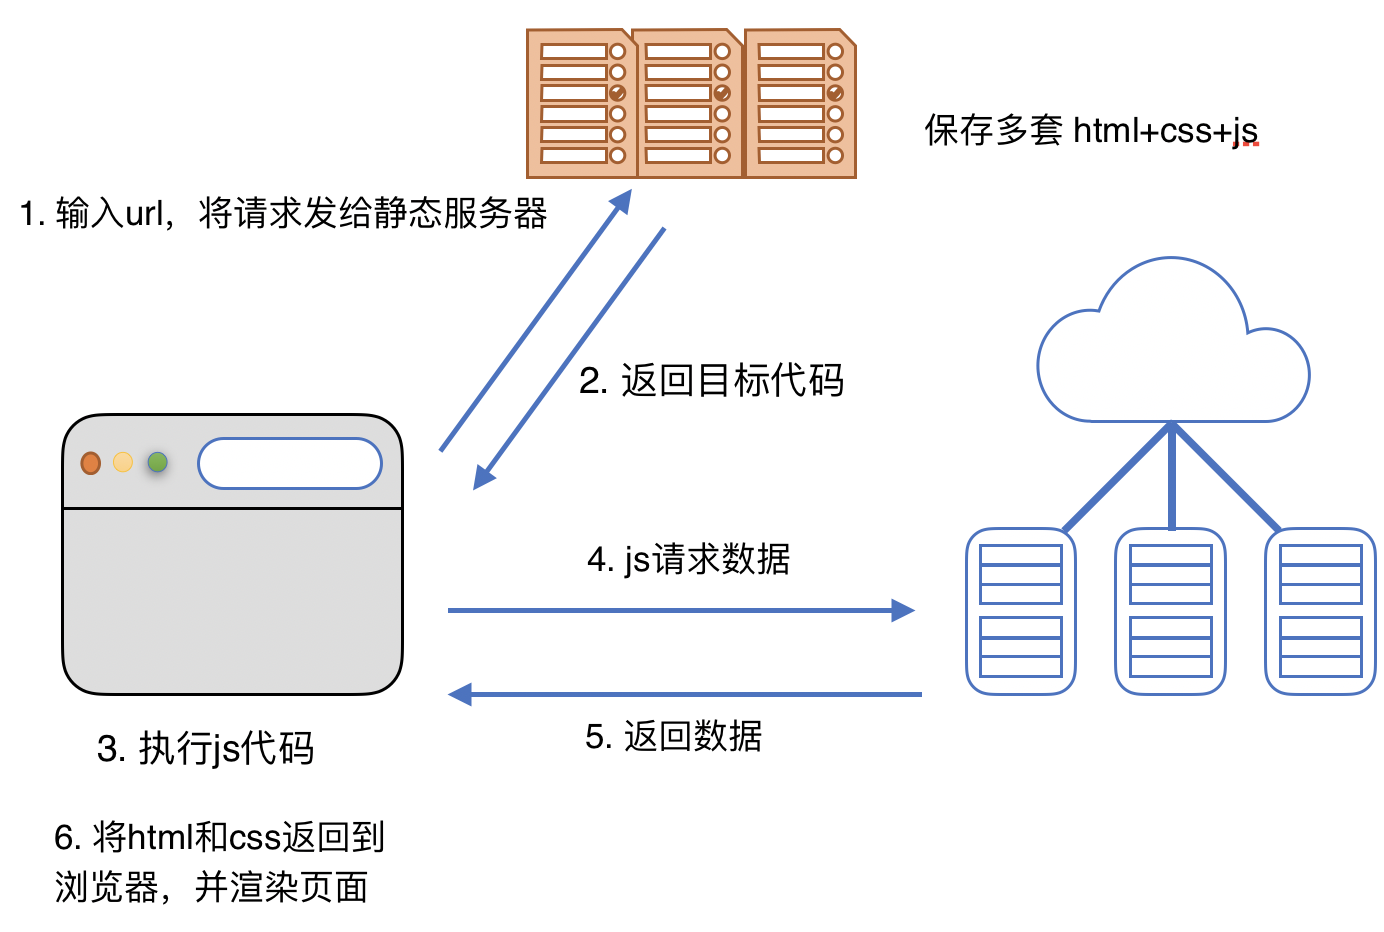 保存多套 html+css+js
1. 输入url，将请求发给静态服务器
2. 返回目标代码
4. js请求数据
5. 返回数据
3. 执行js代码
6. 将html和css返回到
浏览器，并渲染页面